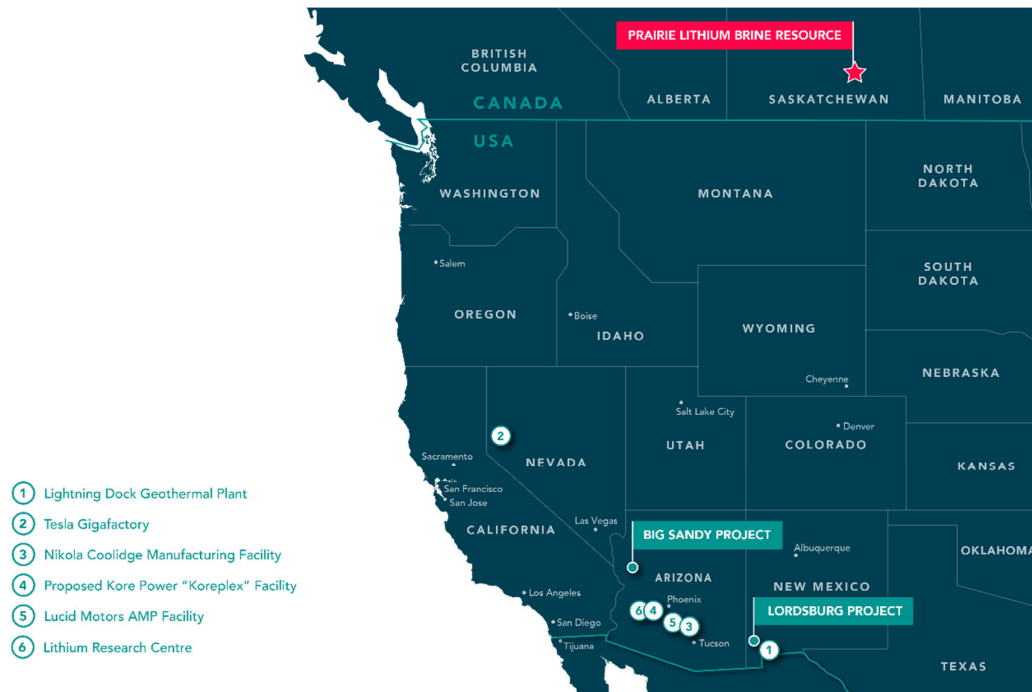 PRAIRIE LITHIUM BRINE RESOURCE
BRITISH
COLUMBIA
CANADA
ALBERTA
SASKATCHEWAN
MANITOBA
USA
WASHINGTON
MONTANA
NORTH
DAKOTA
Salem
SOUTH
DAKOTA
OREGON
Boise
IDAHO
WYOMING
Cheyenne
NEBRASKA
Salt Lake City
UTAH
Denver
COLORADO
2
Sacramento
NEVADA
KANSAS
San Francisco
San Jose
CALIFORNIA
Las Vegas
BIG SANDY PROJECT
Albuquerque
OKLAHOMA
ARIZONA
NEW MEXICO
Los Angeles
Phoenix
6 4
LORDSBURG PROJECT
San Diego
5 3
Tijuana
Tucson
1
TEXAS
1 Lightning Dock Geothermal Plant
2 Tesla Gigafactory
3 Nikola Coolidge Manufacturing Facility
4 Proposed Kore Power “Koreplex” Facility
5 Lucid Motors AMP Facility
6 Lithium Research Centre